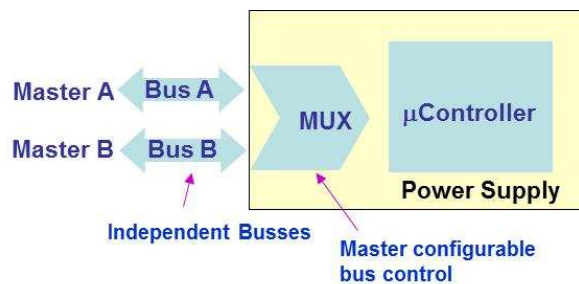 Master A
Bus A
Master B
Bus B
MUX
μController
Power Supply
Independent Busses
Master configurable
bus control